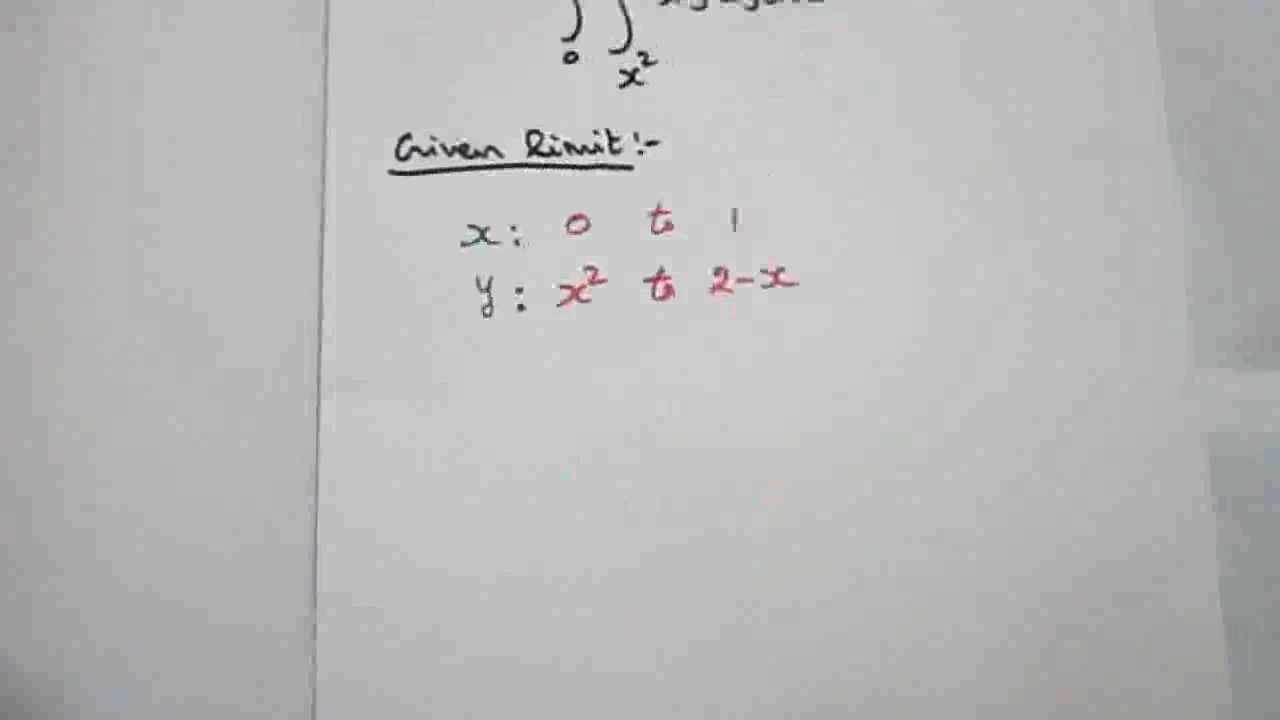 ∫ ∫
0 x²
Given limit :-
x : 0 to 1
y : x² to 2-x